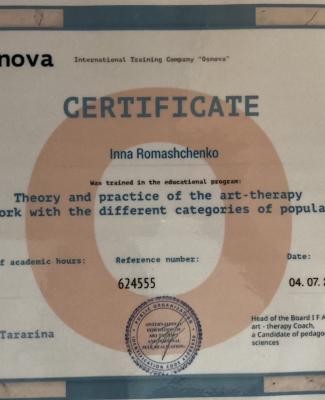 nova International Training Company "Osnova"
CERTIFICATE
Inna Romashchenko
Was trained in the educational program:
Theory and practice of the art-therapy
ork with the different categories of popula
f academic hours: Reference number: Date:
624555 04. 07.
Tararina
Head of the Board I F A
art - therapy Coach,
a Candidate of pedago
sciences